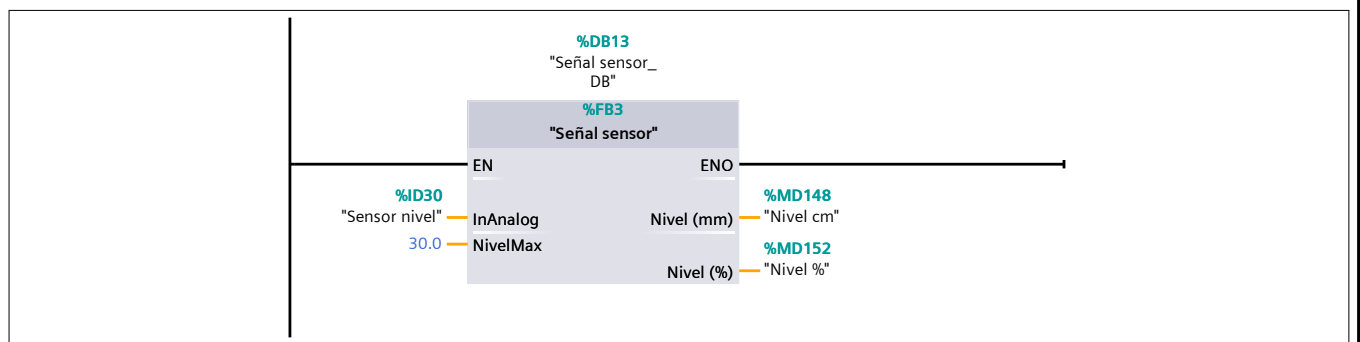 %DB13
"Señal sensor_
DB"
%FB3
"Señal sensor"
EN
ENO
%ID30
"Sensor nivel"
InAnalog
Nivel (mm)
%MD148
"Nivel cm"
30.0
NivelMax
%MD152
Nivel (%)
"Nivel %"